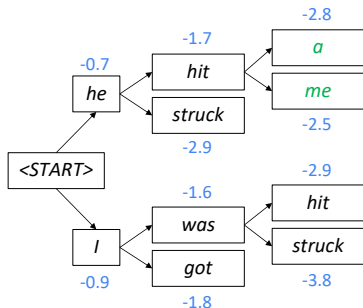 -2.8
-1.7
a
-0.7
hit
he
me
struck
-2.5
-2.9
<START>
-2.9
-1.6
hit
was
I
struck
got
-0.9
-3.8
-1.8